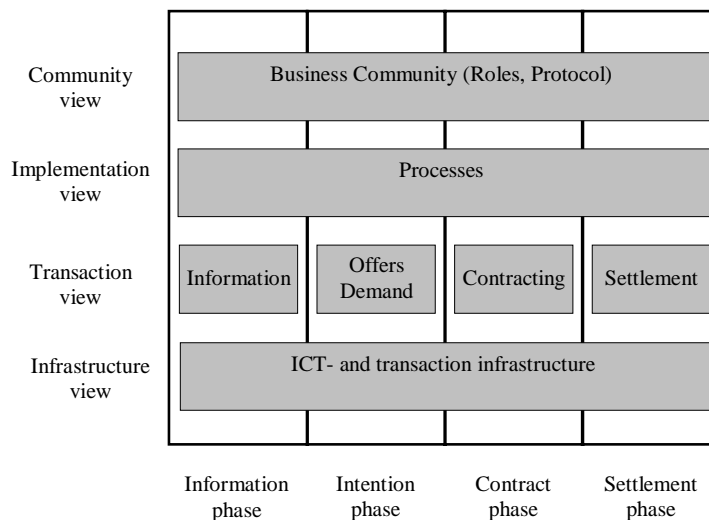 Community
view
Business Community (Roles, Protocol)
Implementation
view
Processes
Transaction
view
Information
Offers
Demand
Contracting
Settlement
Infrastructure
view
ICT- and transaction infrastructure
Information
phase
Intention
phase
Contract
phase
Settlement
phase